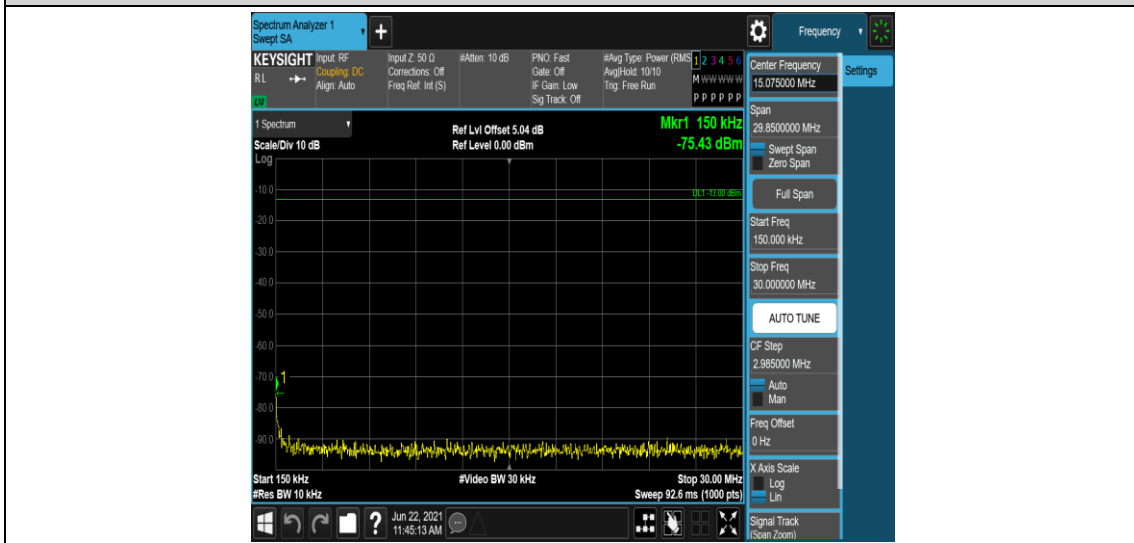 Spectrum Analyzer 1
Swept SA
+
Frequency
KEYSIGHT
RL
Input: RF
Coupling: DC
Align: Auto
Input Z: 50 Ω
Corrections: Off
Freq Ref: Int (S)
#Atten: 10 dB
PNO: Fast
Gate: Off
IF Gain: Low
Sig Track: Off
#Avg Type: Power (RMS
Avg|Hold: 10/10
Trig: Free Run
1 2 3 4 5 6
M W W W W W
P P P P P P
Center Frequency
15.075000 MHz
Settings
Span
29.8500000 MHz
Swept Span
Zero Span
Full Span
Start Freq
150.000 kHz
Stop Freq
30.000000 MHz
AUTO TUNE
CF Step
2.985000 MHz
Auto
Man
Freq Offset
0 Hz
X Axis Scale
Log
Lin
Signal Track
(Span Zoom)
1 Spectrum
Scale/Div 10 dB
Log
Ref Lvl Offset 5.04 dB
Ref Level 0.00 dBm
Mkr1 150 kHz
-75.43 dBm
DL1 -13.00 dBm
-10.0
-20.0
-30.0
-40.0
-50.0
-60.0
-70.0
1
-80.0
-90.0
Start 150 kHz
#Video BW 30 kHz
Stop 30.00 MHz
#Res BW 10 kHz
Sweep 92.6 ms (1000 pts)
?
Jun 22, 2021
11:45:13 AM